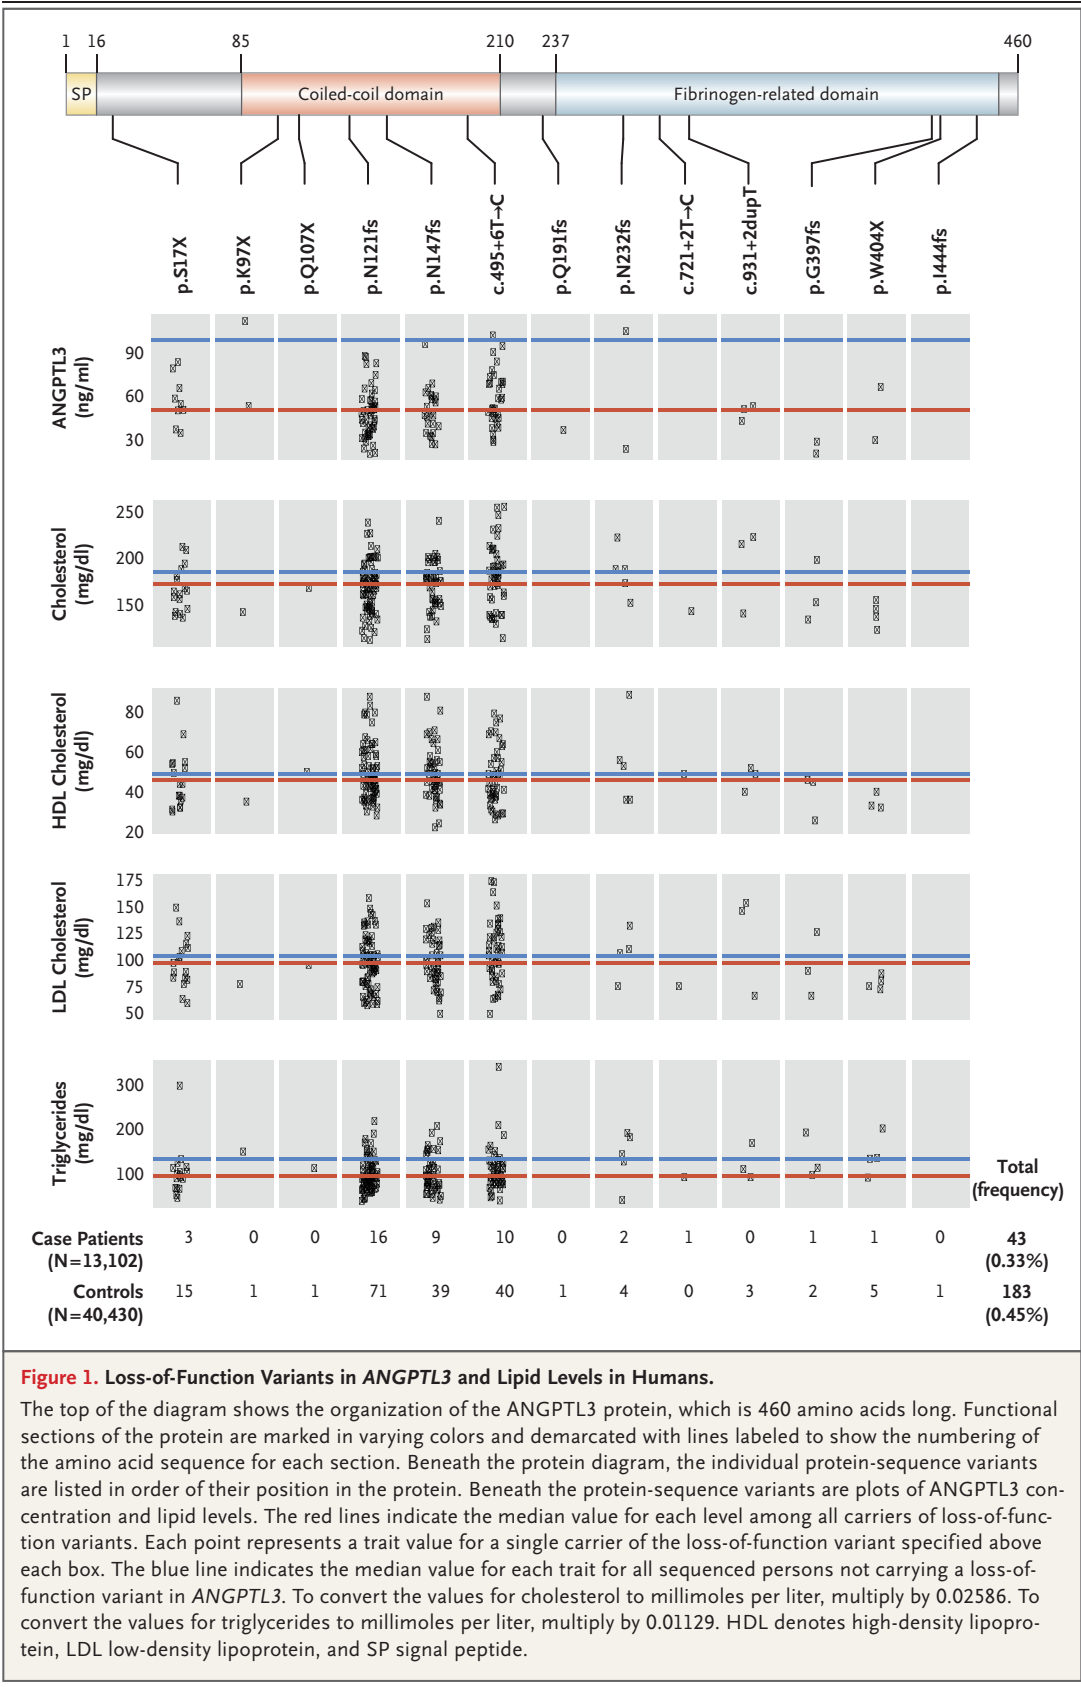 1 16 85 210 237 460
SP Coiled-coil domain Fibrinogen-related domain
p.S17X
p.K97X
p.Q107X
p.N121fs
p.N147fs
c.495+6T→C
p.Q191fs
p.N232fs
c.721+2T→C
c.931+2dupT
p.G397fs
p.W404X
p.I444fs
ANGPTL3
(ng/ml)
90
60
30
Cholesterol
(mg/dl)
250
200
150
HDL Cholesterol
(mg/dl)
80
60
40
20
LDL Cholesterol
(mg/dl)
175
150
125
100
75
50
Triglycerides
(mg/dl)
300
200
100
Total
(frequency)
Case Patients 3 0 0 16 9 10 0 2 1 0 1 1 0 43
(N=13,102) (0.33%)
Controls 15 1 1 71 39 40 1 4 0 3 2 5 1 183
(N=40,430) (0.45%)
Figure 1. Loss-of-Function Variants in ANGPTL3 and Lipid Levels in Humans.
The top of the diagram shows the organization of the ANGPTL3 protein, which is 460 amino acids long. Functional
sections of the protein are marked in varying colors and demarcated with lines labeled to show the numbering of
the amino acid sequence for each section. Beneath the protein diagram, the individual protein-sequence variants
are listed in order of their position in the protein. Beneath the protein-sequence variants are plots of ANGPTL3 con-
centration and lipid levels. The red lines indicate the median value for each level among all carriers of loss-of-func-
tion variants. Each point represents a trait value for a single carrier of the loss-of-function variant specified above
each box. The blue line indicates the median value for each trait for all sequenced persons not carrying a loss-of-
function variant in ANGPTL3. To convert the values for cholesterol to millimoles per liter, multiply by 0.02586. To
convert the values for triglycerides to millimoles per liter, multiply by 0.01129. HDL denotes high-density lipopro-
tein, LDL low-density lipoprotein, and SP signal peptide.